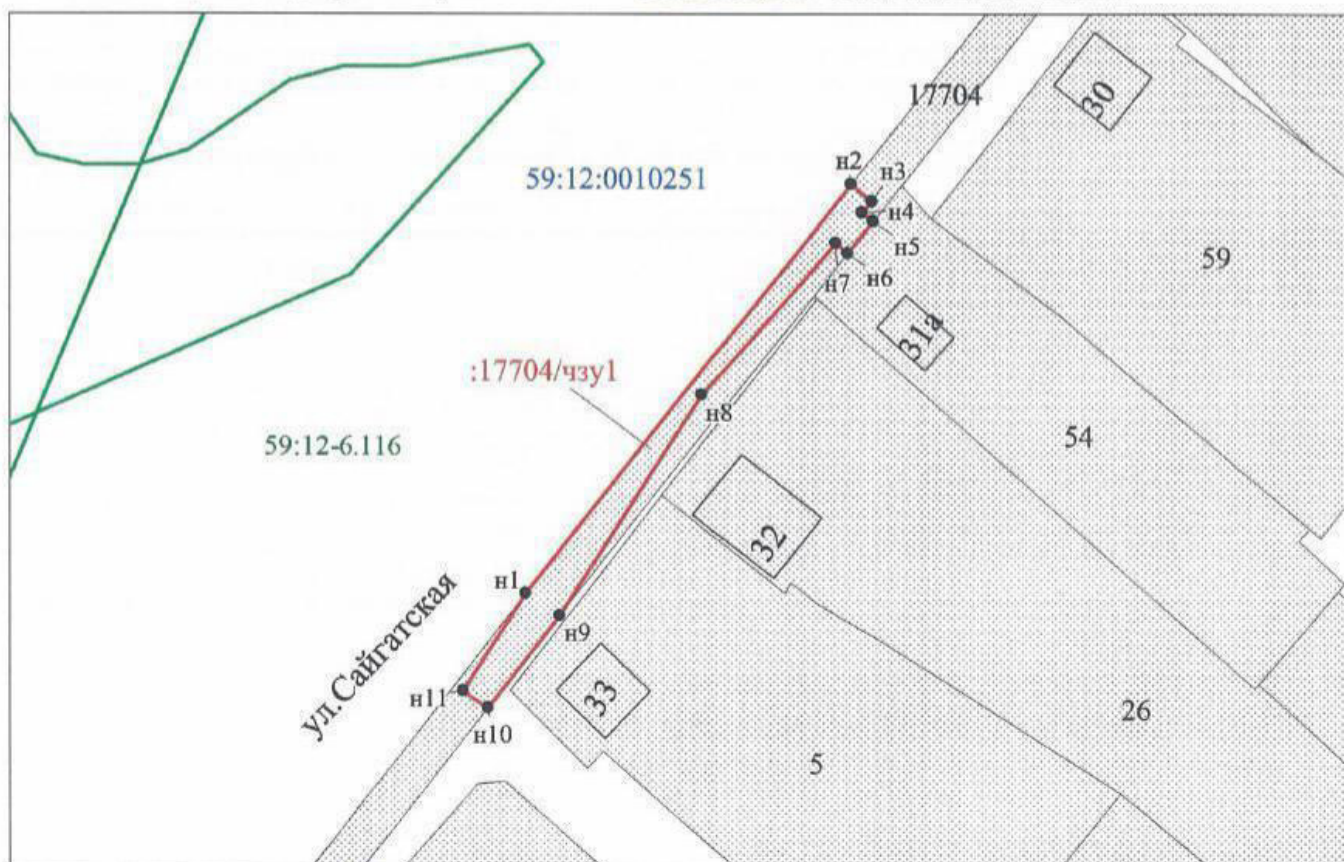 17704
30
59:12:0010251
н2
н3
н4
н5
н6
н7
59
31а
:17704/чзу1
н8
54
59:12-6.116
32
н1
ул.Сайгатская
н9
н11
33
н10
26
5